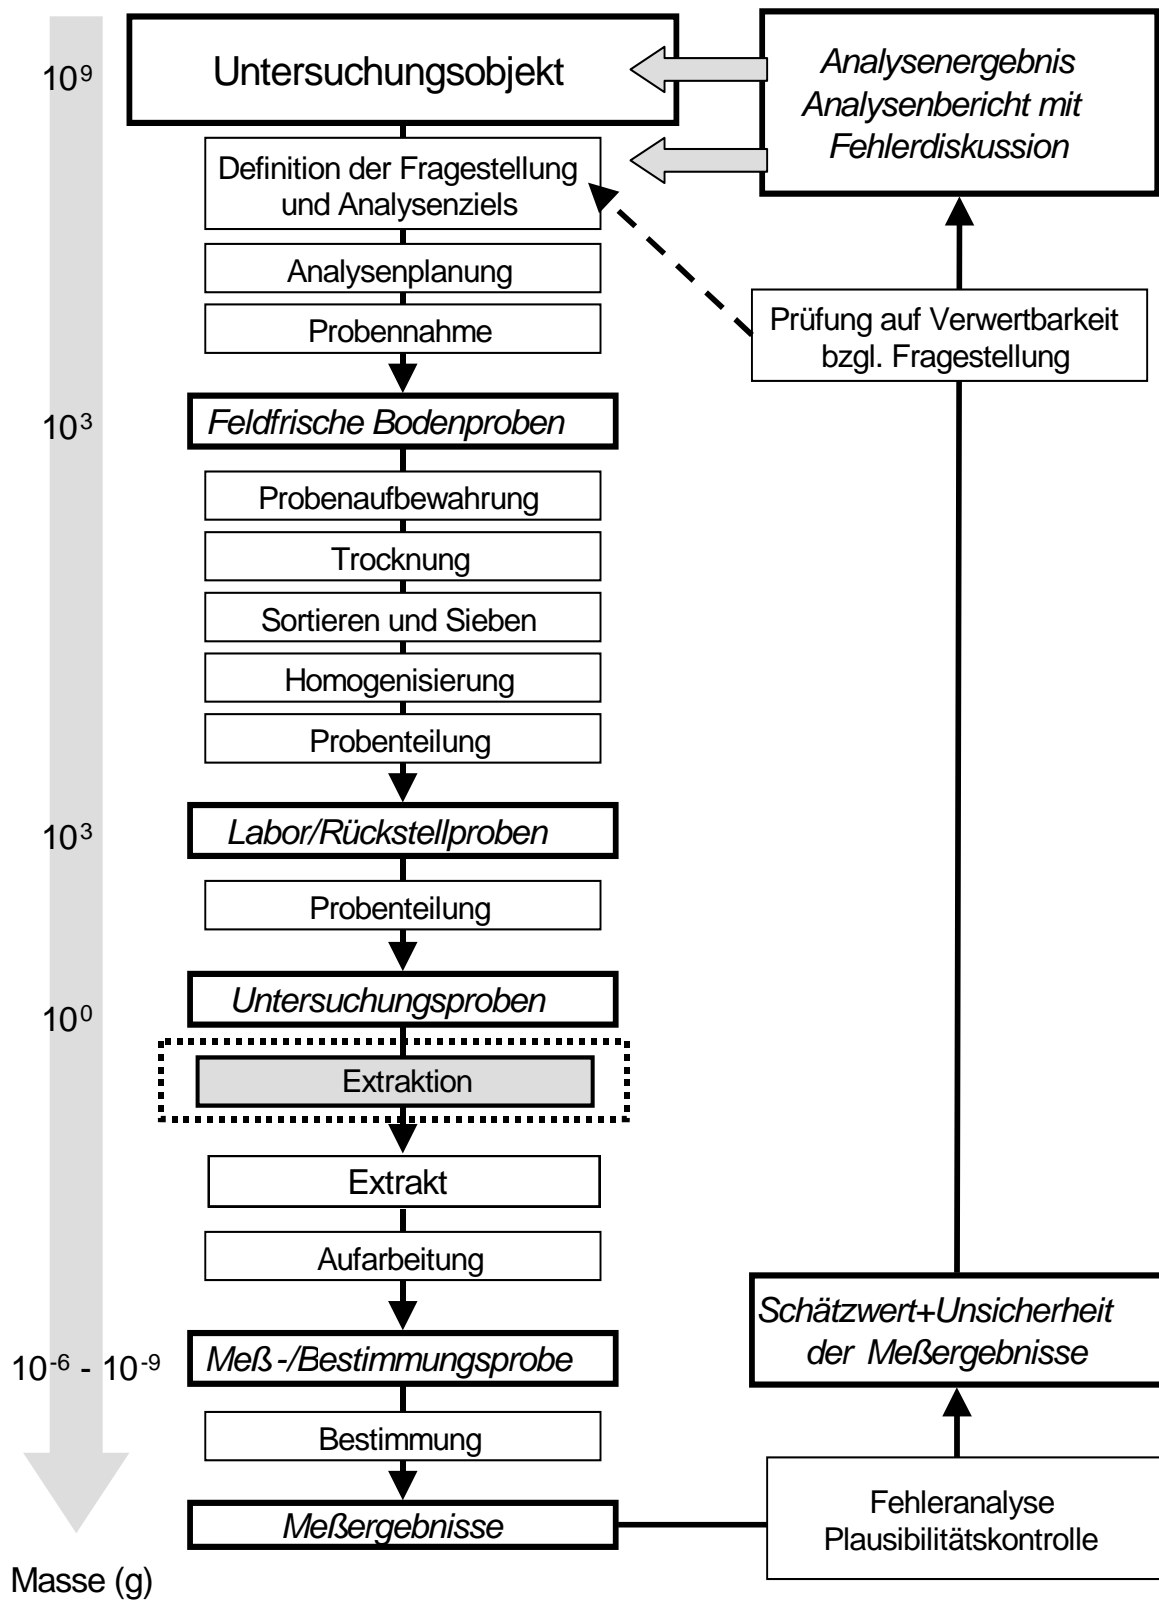 10⁹
Untersuchungsobjekt
Definition der Fragestellung
und Analysenziels
Analysenplanung
Probennahme
10³
Feldfrische Bodenproben
Probenaufbewahrung
Trocknung
Sortieren und Sieben
Homogenisierung
Probenteilung
10³
Labor/Rückstellproben
Probenteilung
10⁰
Untersuchungsproben
Extraktion
Extrakt
Aufarbeitung
10⁻⁶ - 10⁻⁹
Meß-/Bestimmungsprobe
Bestimmung
Meßergebnisse
Masse (g)
Fehleranalyse
Plausibilitätskontrolle
Schätzwert+Unsicherheit
der Meßergebnisse
Prüfung auf Verwertbarkeit
bzgl. Fragestellung
Analysenergebnis
Analysenbericht mit
Fehlerdiskussion